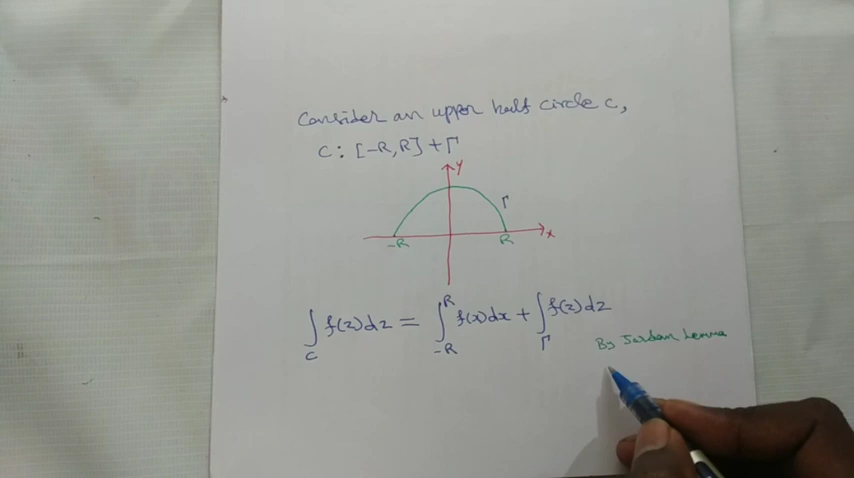 Consider an upper half circle C,
C: [-R, R] + Γ
y
Γ
-R R x
∫_C f(z)dz = ∫_{-R}^{R} f(x)dx + ∫_Γ f(z)dz
By Jordan Lemma